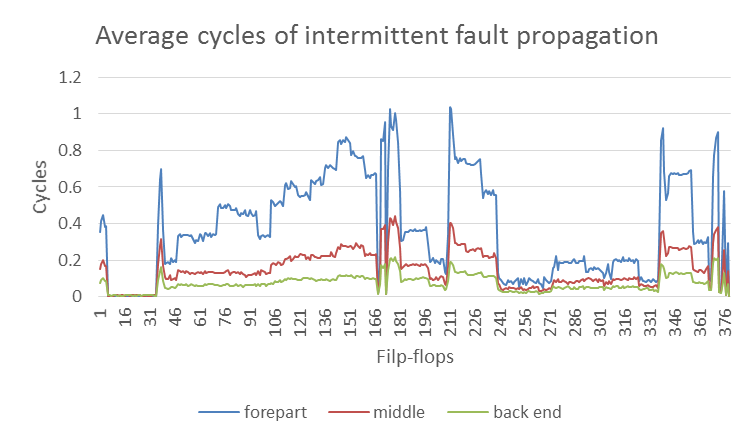 Average cycles of intermittent fault propagation
1.2
1
0.8
0.6
0.4
0.2
0
Cycles
1 16 31 46 61 76 91 106 121 136 151 166 181 196 211 226 241 256 271 286 301 316 331 346 361 376
Filp-flops
forepart middle back end